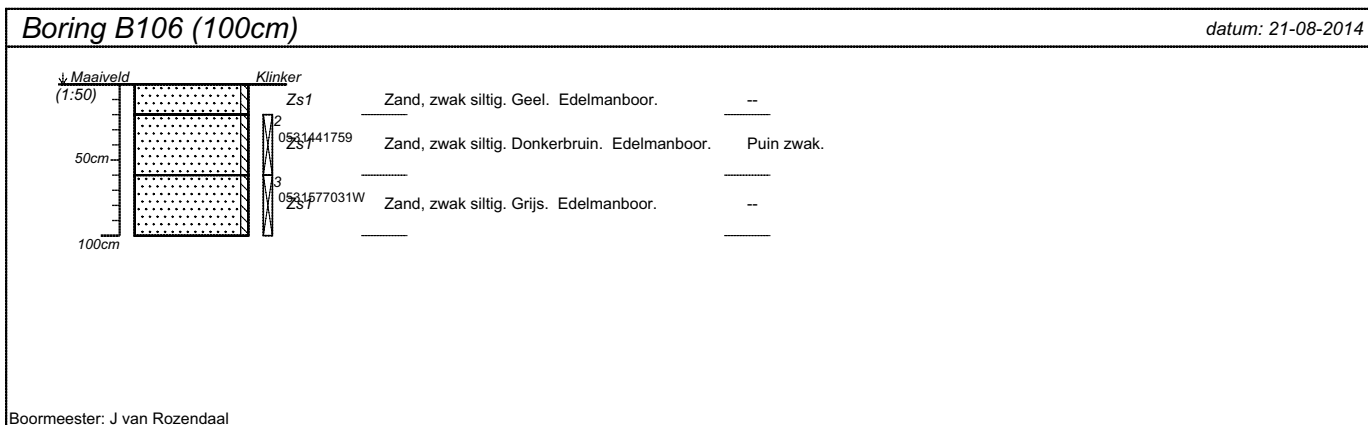 Boring B106 (100cm) datum: 21-08-2014
Maaiveld Klinker
(1:50) Zs1 Zand, zwak siltig. Geel. Edelmanboor. --
2
0531441759
50cm Zs1 Zand, zwak siltig. Donkerbruin. Edelmanboor. Puin zwak.
3
0531577031W
Zs1 Zand, zwak siltig. Grijs. Edelmanboor. --
100cm
Boormeester: J van Rozendaal